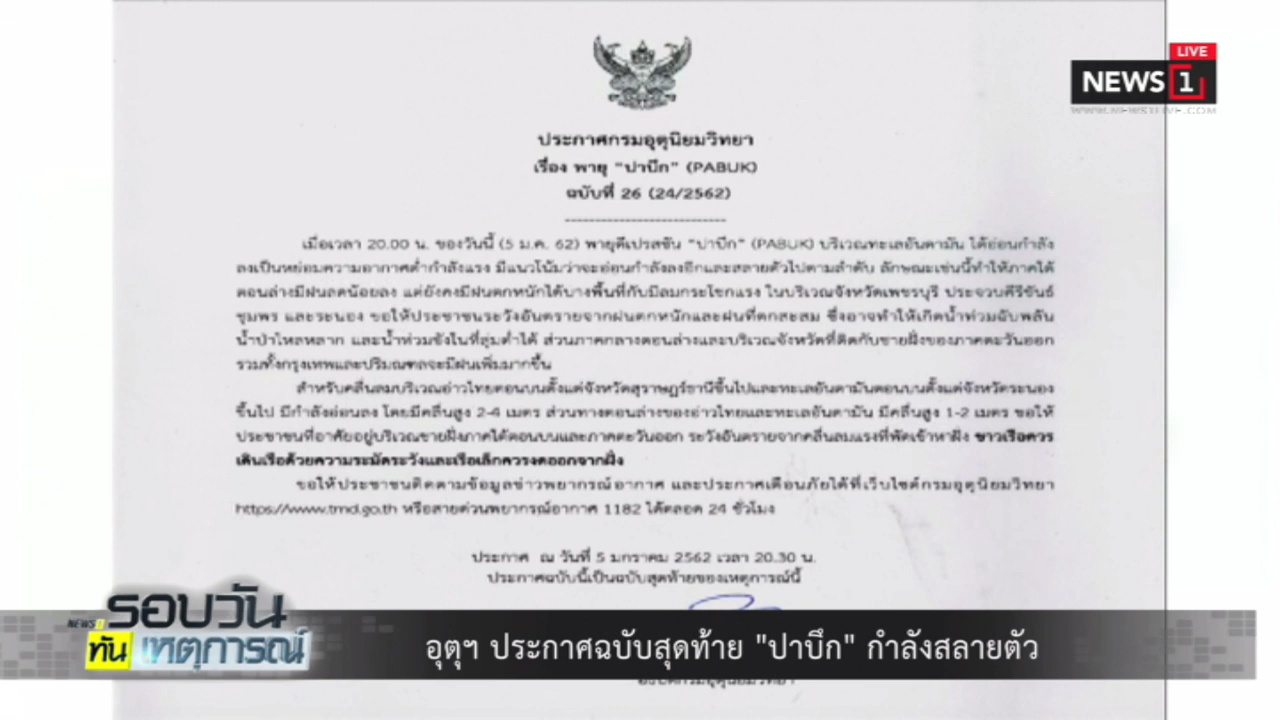 LIVE
NEWS 1
WWW.NEWS1LIVE.COM
ประกาศกรมอุตุนิยมวิทยา
เรื่อง พายุ "ปาบึก" (PABUK)
ฉบับที่ 26 (24/2562)
---------------------------
เมื่อเวลา 20.00 น. ของวันนี้ (5 ม.ค. 62) พายุดีเปรสชัน "ปาบึก" (PABUK) บริเวณทะเลอันดามัน ได้อ่อนกำลัง
ลงเป็นหย่อมความอากาศต่ำกำลังแรง มีแนวโน้มว่าจะอ่อนกำลังลงอีกและสลายตัวไปตามลำดับ ลักษณะเช่นนี้ทำให้ภาคใต้
ตอนล่างมีฝนลดน้อยลง แต่ยังคงมีฝนตกหนักได้บางพื้นที่กับมีลมกระโชกแรง ในบริเวณจังหวัดเพชรบุรี ประจวบคีรีขันธ์
ชุมพร และระนอง ขอให้ประชาชนระวังอันตรายจากฝนตกหนักและฝนที่ตกสะสม ซึ่งอาจทำให้เกิดน้ำท่วมฉับพลัน
น้ำป่าไหลหลาก และน้ำท่วมขังในที่ลุ่มต่ำได้ ส่วนภาคกลางตอนล่างและบริเวณจังหวัดที่ติดกับชายฝั่งของภาคตะวันออก
รวมทั้งกรุงเทพและปริมณฑลจะมีฝนเพิ่มมากขึ้น
สำหรับคลื่นลมบริเวณอ่าวไทยตอนบนตั้งแต่จังหวัดสุราษฎร์ธานีขึ้นไปและทะเลอันดามันตอนบนตั้งแต่จังหวัดระนอง
ขึ้นไป มีกำลังอ่อนลง โดยมีคลื่นสูง 2-4 เมตร ส่วนทางตอนล่างของอ่าวไทยและทะเลอันดามัน มีคลื่นสูง 1-2 เมตร ขอให้
ประชาชนที่อาศัยอยู่บริเวณชายฝั่งภาคใต้ตอนบนและภาคตะวันออก ระวังอันตรายจากคลื่นลมแรงที่พัดเข้าหาฝั่ง ชาวเรือควร
เดินเรือด้วยความระมัดระวังและเรือเล็กควรงดออกจากฝั่ง
ขอให้ประชาชนติดตามข้อมูลข่าวพยากรณ์อากาศ และประกาศเตือนภัยได้ที่เว็บไซต์กรมอุตุนิยมวิทยา
https://www.tmd.go.th หรือสายด่วนพยากรณ์อากาศ 1182 ได้ตลอด 24 ชั่วโมง
ประกาศ ณ วันที่ 5 มกราคม 2562 เวลา 20.30 น.
ประกาศฉบับนี้เป็นฉบับสุดท้ายของเหตุการณ์นี้
NEWS 1 รอบวัน
ทัน เหตุการณ์
อุตุฯ ประกาศฉบับสุดท้าย "ปาบึก" กำลังสลายตัว